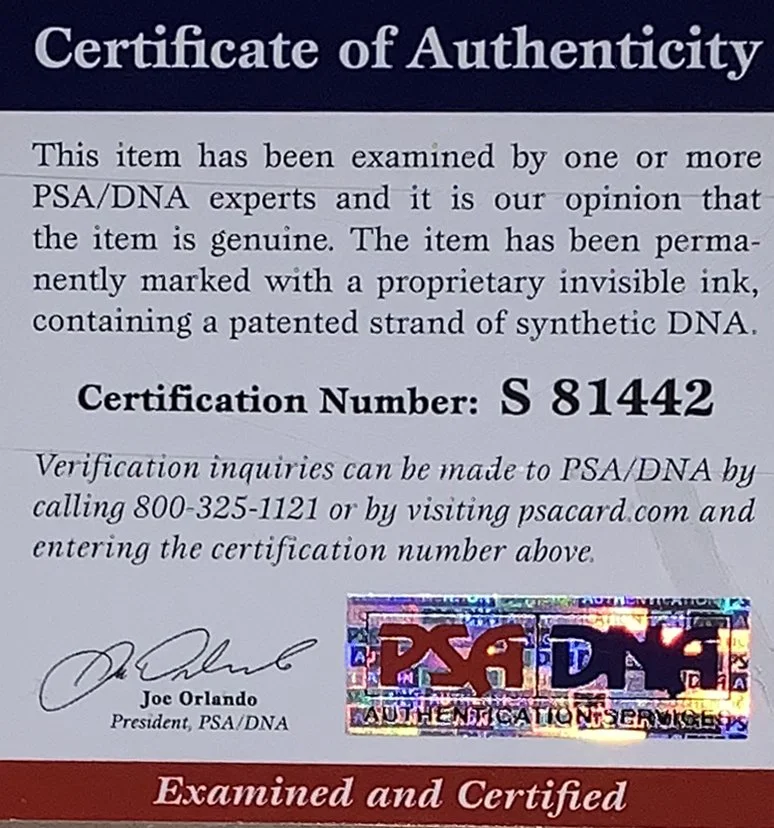 Certificate of Authenticity
This item has been examined by one or more
PSA/DNA experts and it is our opinion that
the item is genuine. The item has been perma-
nently marked with a proprietary invisible ink,
containing a patented strand of synthetic DNA.
Certification Number: S 81442
Verification inquiries can be made to PSA/DNA by
calling 800-325-1121 or by visiting psacard.com and
entering the certification number above.
Joe Orlando
President, PSA/DNA
PSA DNA
AUTHENTICATION SERVICES
Examined and Certified